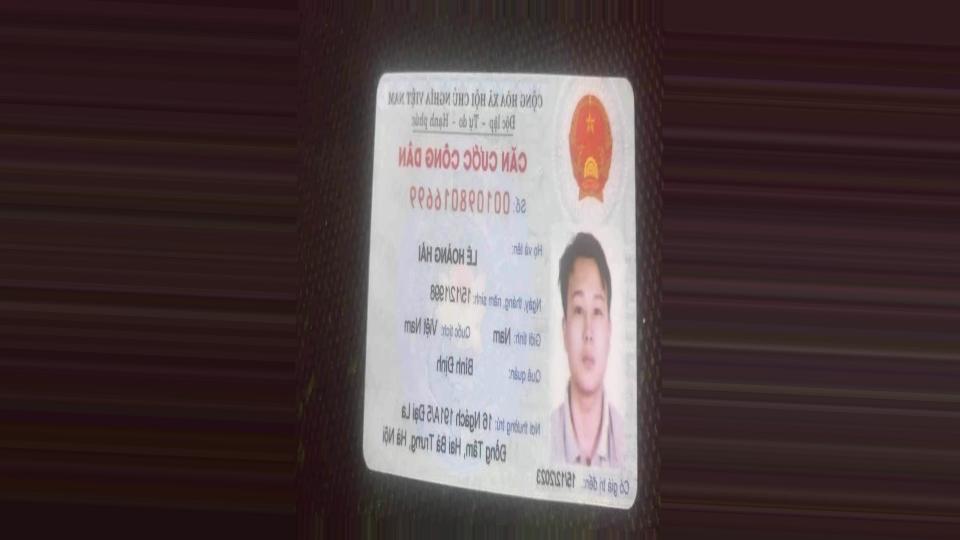 CỘNG HÒA XÃ HỘI CHỦ NGHĨA VIỆT NAM
Độc lập - Tự do - Hạnh phúc
CĂN CƯỚC CÔNG DÂN
Số: 001098016699
Họ và tên:
LÊ HOÀNG HẢI
Ngày, tháng, năm sinh: 15/12/1998
Giới tính: Nam Quốc tịch: Việt Nam
Quê quán:
Bình Định
Nơi thường trú: 16 Ngách 191A/5 Đại La
Đồng Tâm, Hai Bà Trưng, Hà Nội
Có giá trị đến: 15/12/2023